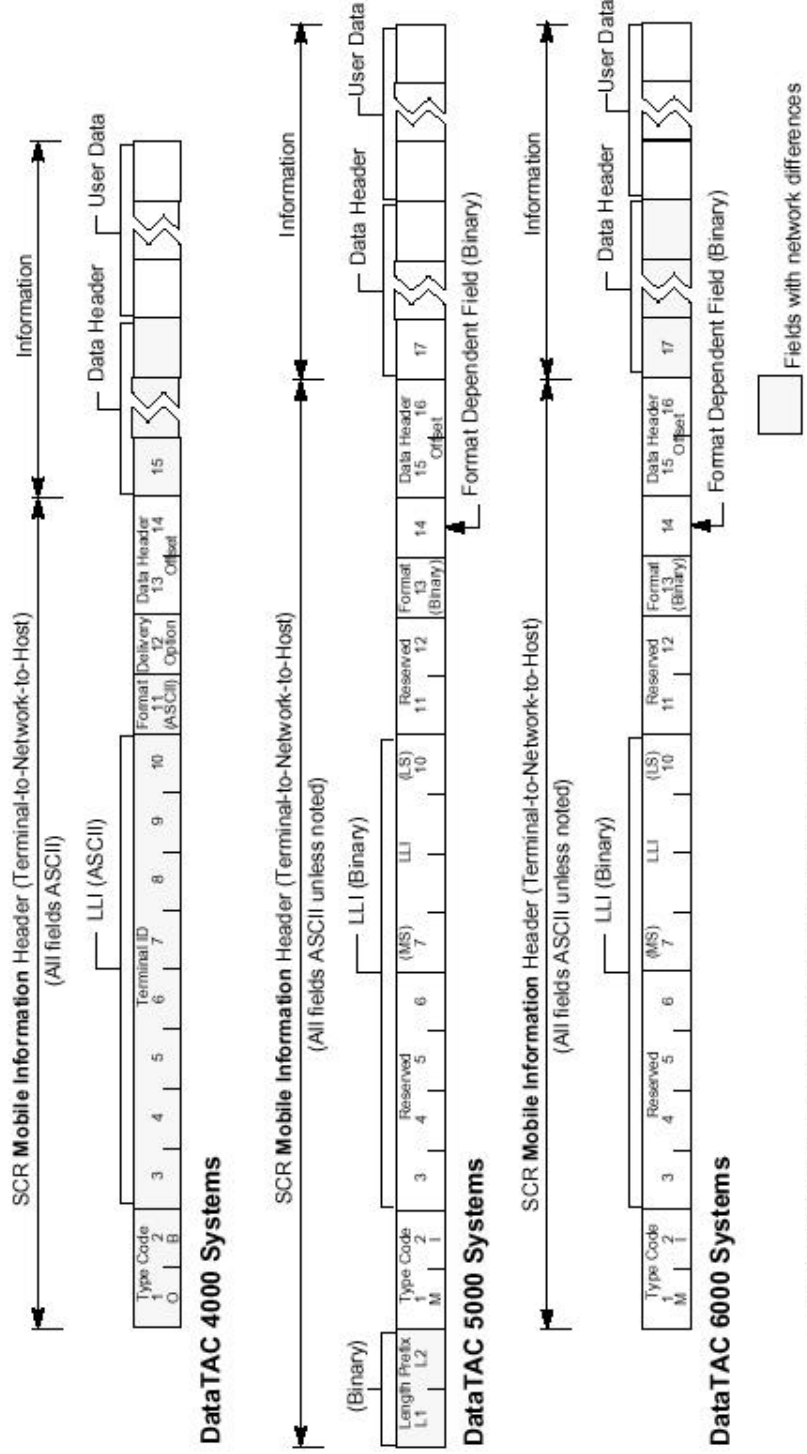 SCR Mobile Information Header (Terminal-to-Network-to-Host)
(All fields ASCII)
Information
LLI (ASCII)
Data Header
User Data
Type Code
1 2
O B
Terminal ID
3 4 5 6 7 8 9 10
Format
11
(ASCII)
Delivery
12
Option
Data Header
13 14
Offset
15
DataTAC 4000 Systems
SCR Mobile Information Header (Terminal-to-Network-to-Host)
(All fields ASCII unless noted)
Information
(Binary)
LLI (Binary)
Data Header
User Data
Length Prefix
L1 L2
Type Code
1 2
M I
Reserved
3 4 5 6
(MS) LLI (LS)
7 10
Reserved
11 12
Format
13
(Binary)
14
Data Header
15 16
Offset
17
Format Dependent Field (Binary)
DataTAC 5000 Systems
SCR Mobile Information Header (Terminal-to-Network-to-Host)
(All fields ASCII unless noted)
Information
LLI (Binary)
Data Header
User Data
Type Code
1 2
M I
Reserved
3 4 5 6
(MS) LLI (LS)
7 10
Reserved
11 12
Format
13
(Binary)
14
Data Header
15 16
Offset
17
Format Dependent Field (Binary)
DataTAC 6000 Systems
Fields with network differences